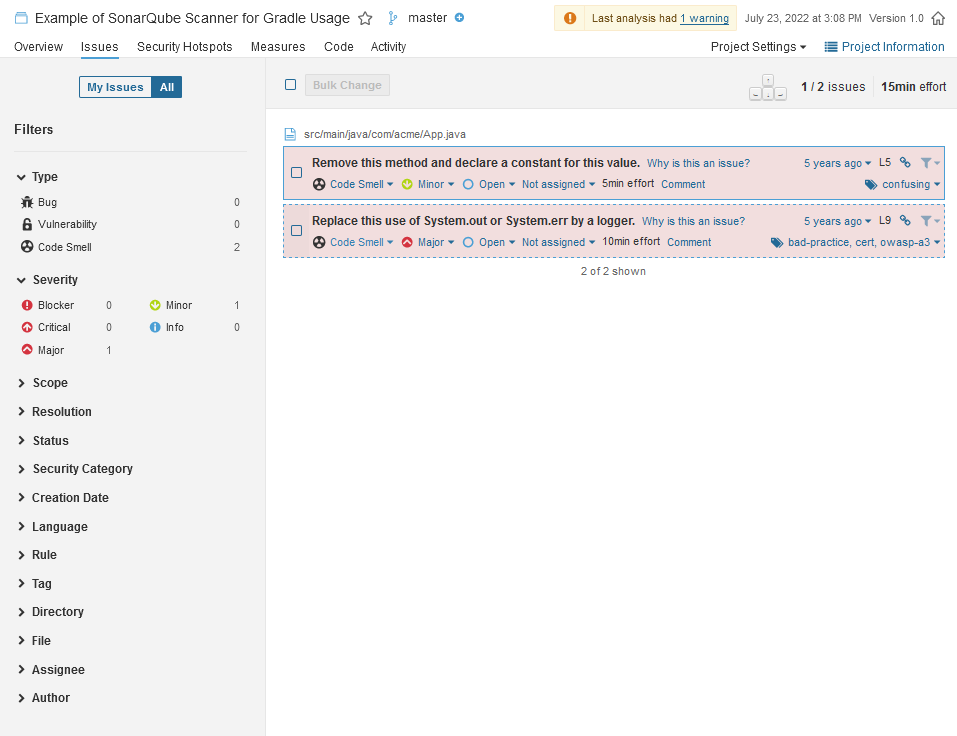 Example of SonarQube Scanner for Gradle Usage master Last analysis had 1 warning July 23, 2022 at 3:08 PM Version 1.0
Overview Issues Security Hotspots Measures Code Activity Project Settings Project Information
My Issues All
Bulk Change 1 / 2 issues 15min effort
Filters
Type
Bug 0
Vulnerability 0
Code Smell 2
Severity
Blocker 0 Minor 1
Critical 0 Info 0
Major 1
Scope
Resolution
Status
Security Category
Creation Date
Language
Rule
Tag
Directory
File
Assignee
Author
src/main/java/com/acme/App.java
Remove this method and declare a constant for this value. Why is this an issue? 5 years ago L5
Code Smell Minor Open Not assigned 5min effort Comment confusing
Replace this use of System.out or System.err by a logger. Why is this an issue? 5 years ago L9
Code Smell Major Open Not assigned 10min effort Comment bad-practice, cert, owasp-a3
2 of 2 shown